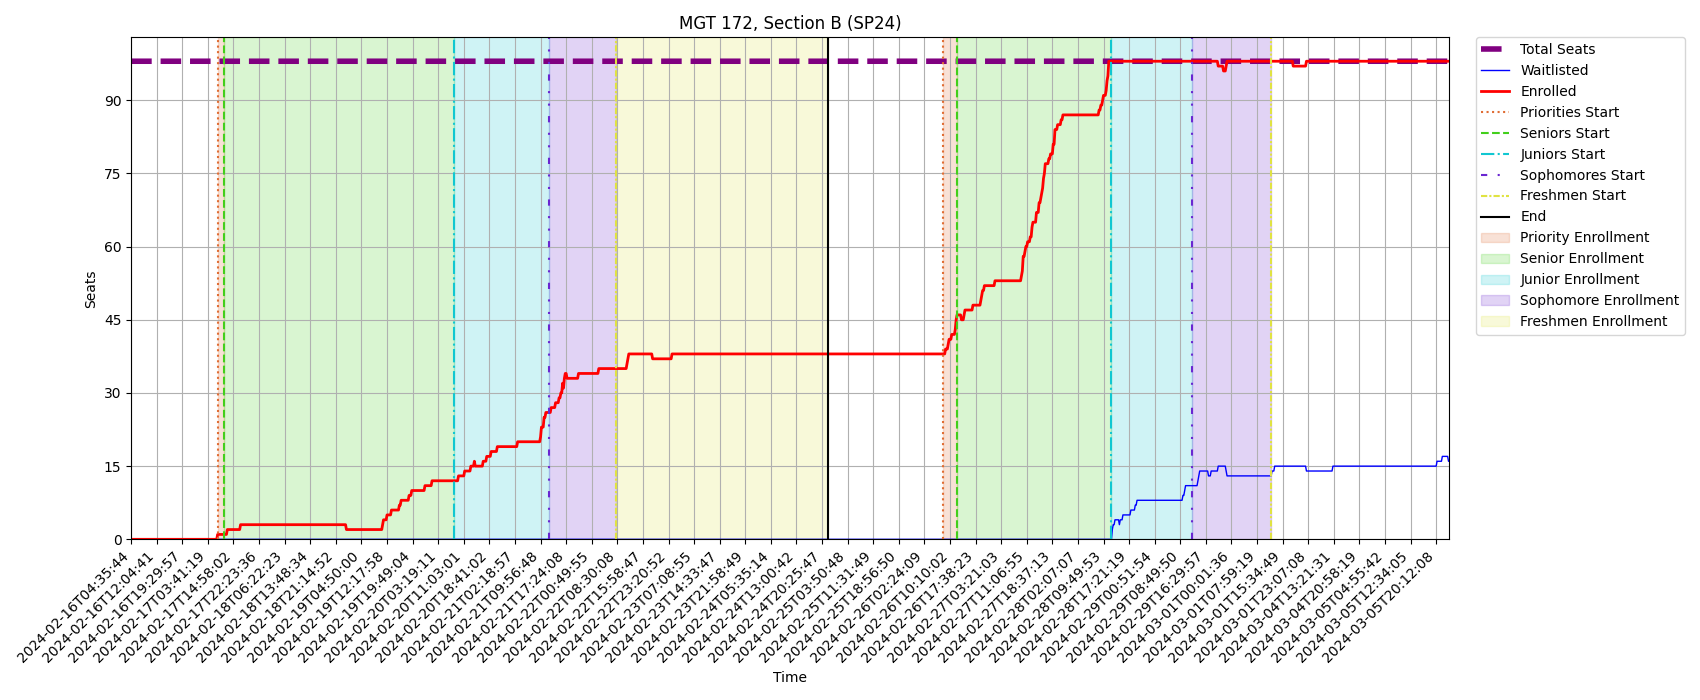 MGT 172, Section B (SP24)
Seats
90
75
60
45
30
15
0
2024-02-16T04:35:44
2024-02-16T12:04:41
2024-02-16T19:29:57
2024-02-17T03:41:19
2024-02-17T14:58:02
2024-02-17T22:23:36
2024-02-18T06:22:23
2024-02-18T13:48:34
2024-02-18T21:14:52
2024-02-19T04:50:00
2024-02-19T12:17:58
2024-02-19T19:49:04
2024-02-20T03:19:11
2024-02-20T11:03:01
2024-02-20T18:41:02
2024-02-21T02:18:57
2024-02-21T09:56:48
2024-02-21T17:24:08
2024-02-22T00:49:55
2024-02-22T08:30:08
2024-02-22T15:58:47
2024-02-22T23:20:52
2024-02-23T07:08:55
2024-02-23T14:33:47
2024-02-23T21:58:49
2024-02-24T05:35:14
2024-02-24T13:00:42
2024-02-24T20:25:47
2024-02-25T03:50:48
2024-02-25T11:31:49
2024-02-25T18:56:50
2024-02-26T02:24:09
2024-02-26T10:10:02
2024-02-26T17:38:23
2024-02-27T03:21:03
2024-02-27T11:06:55
2024-02-27T18:37:13
2024-02-28T02:07:07
2024-02-28T09:49:53
2024-02-28T17:21:19
2024-02-29T00:51:54
2024-02-29T08:49:50
2024-02-29T16:29:57
2024-03-01T00:01:36
2024-03-01T07:59:19
2024-03-01T15:34:49
2024-03-01T23:07:08
2024-03-04T13:21:31
2024-03-04T20:58:19
2024-03-05T04:55:42
2024-03-05T12:34:05
2024-03-05T20:12:08
Time
Total Seats
Waitlisted
Enrolled
Priorities Start
Seniors Start
Juniors Start
Sophomores Start
Freshmen Start
End
Priority Enrollment
Senior Enrollment
Junior Enrollment
Sophomore Enrollment
Freshmen Enrollment